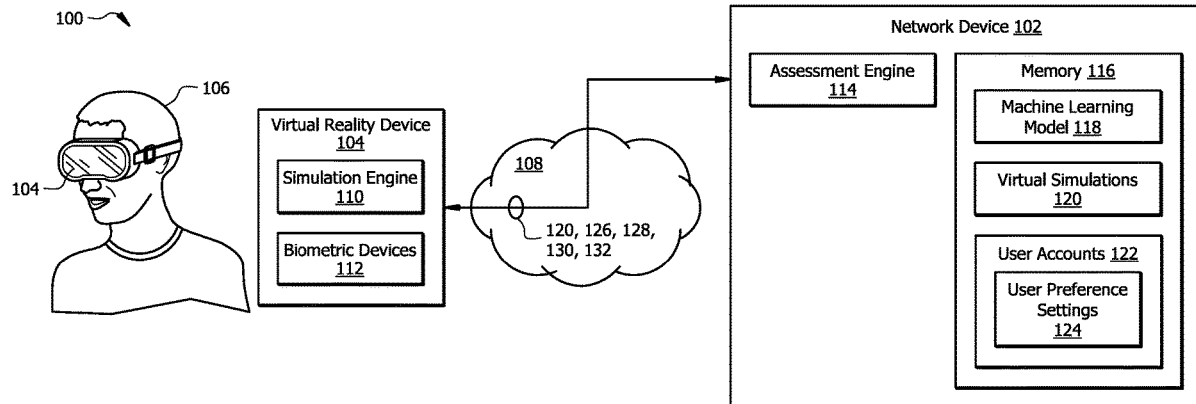 100
106
104
Virtual Reality Device
104
Simulation Engine
110
Biometric Devices
112
108
120, 126, 128,
130, 132
Network Device 102
Assessment Engine
114
Memory 116
Machine Learning
Model 118
Virtual Simulations
120
User Accounts 122
User Preference
Settings
124